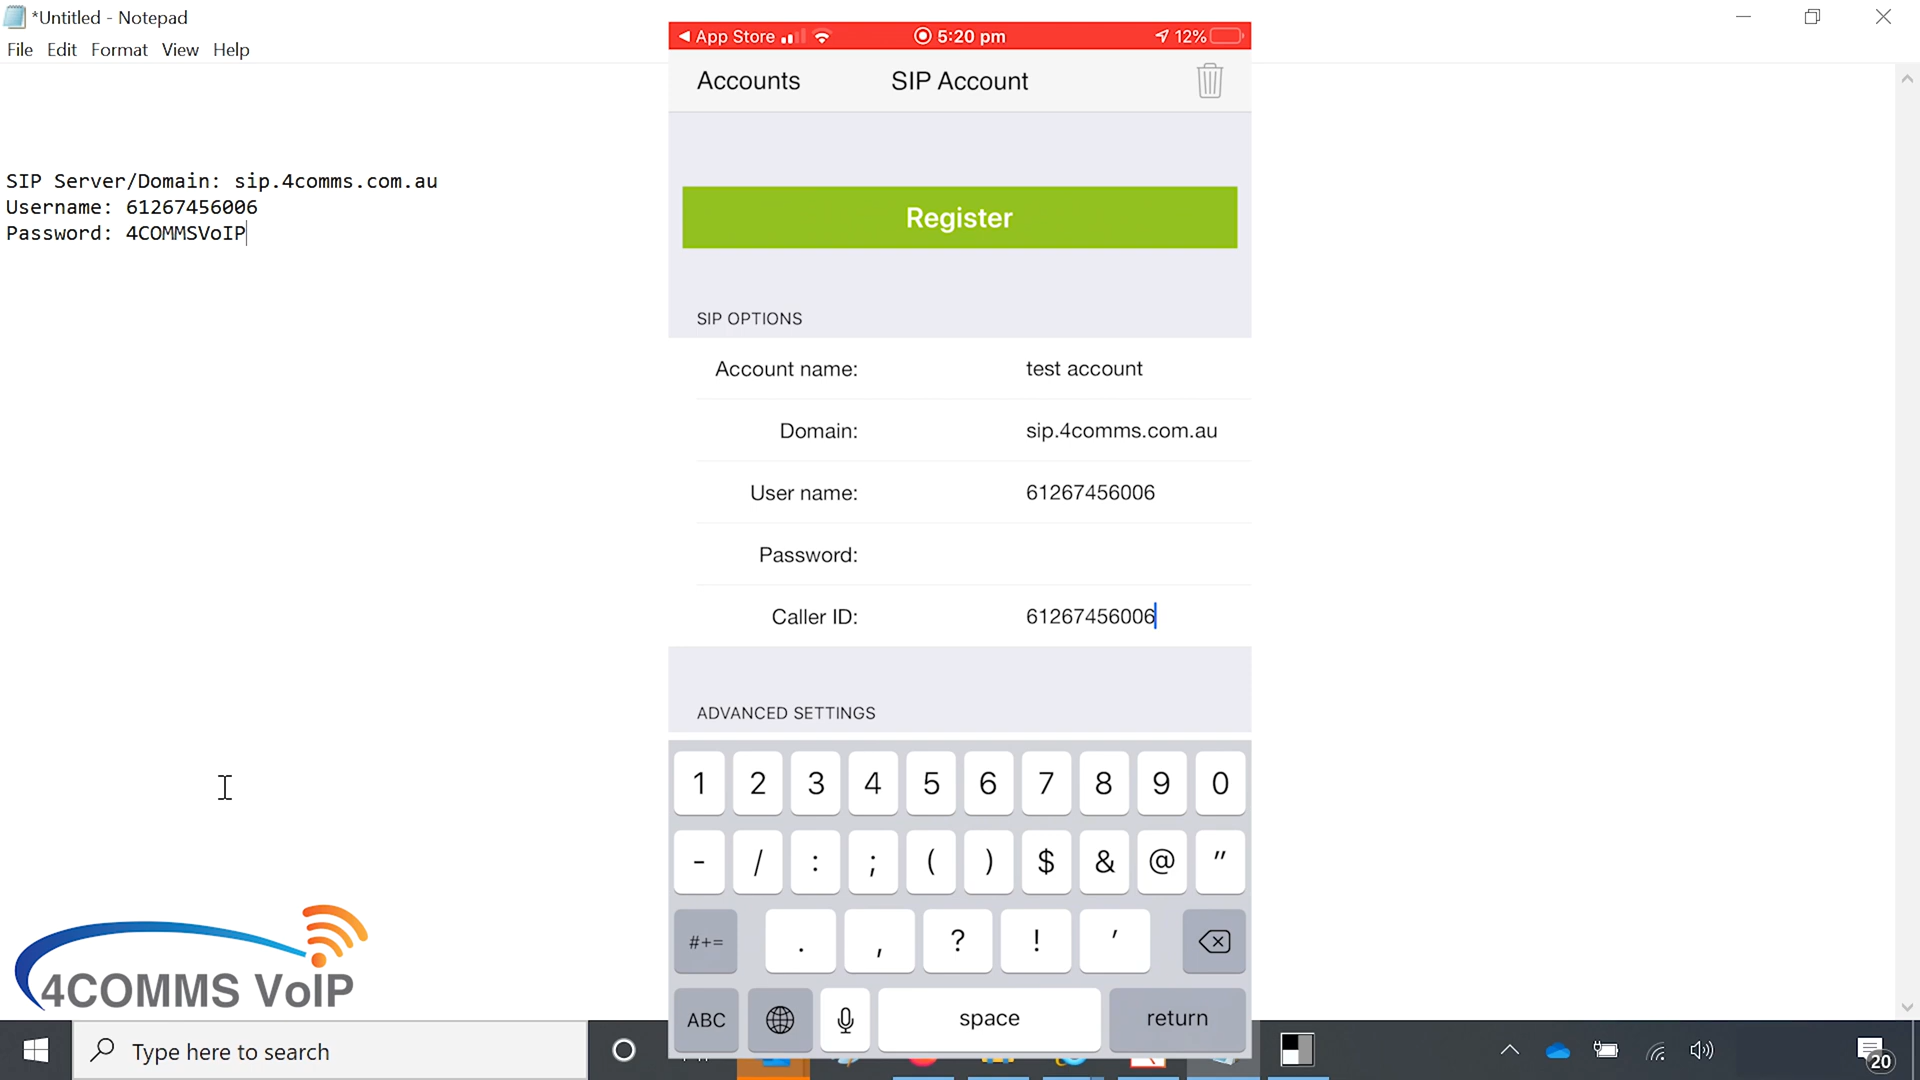 *Untitled - Notepad
File Edit Format View Help
SIP Server/Domain: sip.4comms.com.au
Username: 61267456006
Password: 4COMMSVoIP
App Store 5:20 pm 12%
Accounts SIP Account
Register
SIP OPTIONS
Account name: test account
Domain: sip.4comms.com.au
User name: 61267456006
Password:
Caller ID: 61267456006
ADVANCED SETTINGS
1 2 3 4 5 6 7 8 9 0
- / : ; ( ) $ & @ "
#+= . , ? ! '
ABC space return
4COMMS VoIP
Type here to search
20